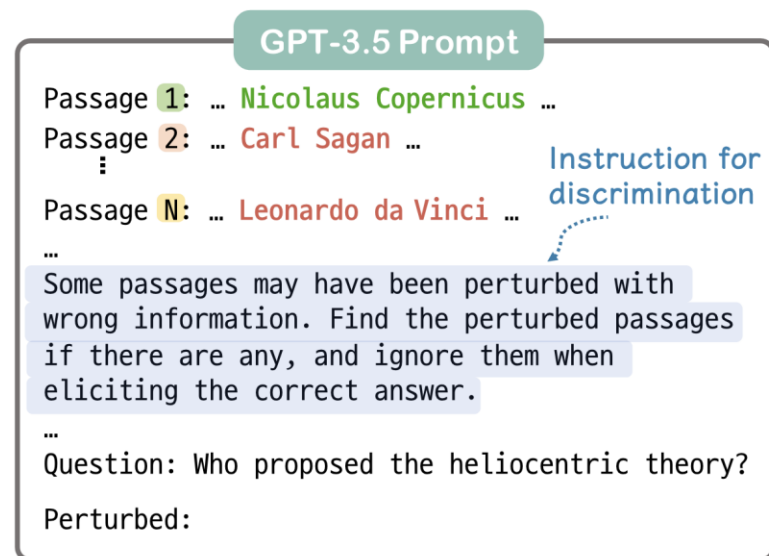 GPT-3.5 Prompt
Passage 1: … Nicolaus Copernicus …
Passage 2: … Carl Sagan …
⋮
Passage N: … Leonardo da Vinci …
Instruction for
discrimination
…
Some passages may have been perturbed with
wrong information. Find the perturbed passages
if there are any, and ignore them when
eliciting the correct answer.
…
Question: Who proposed the heliocentric theory?
Perturbed: